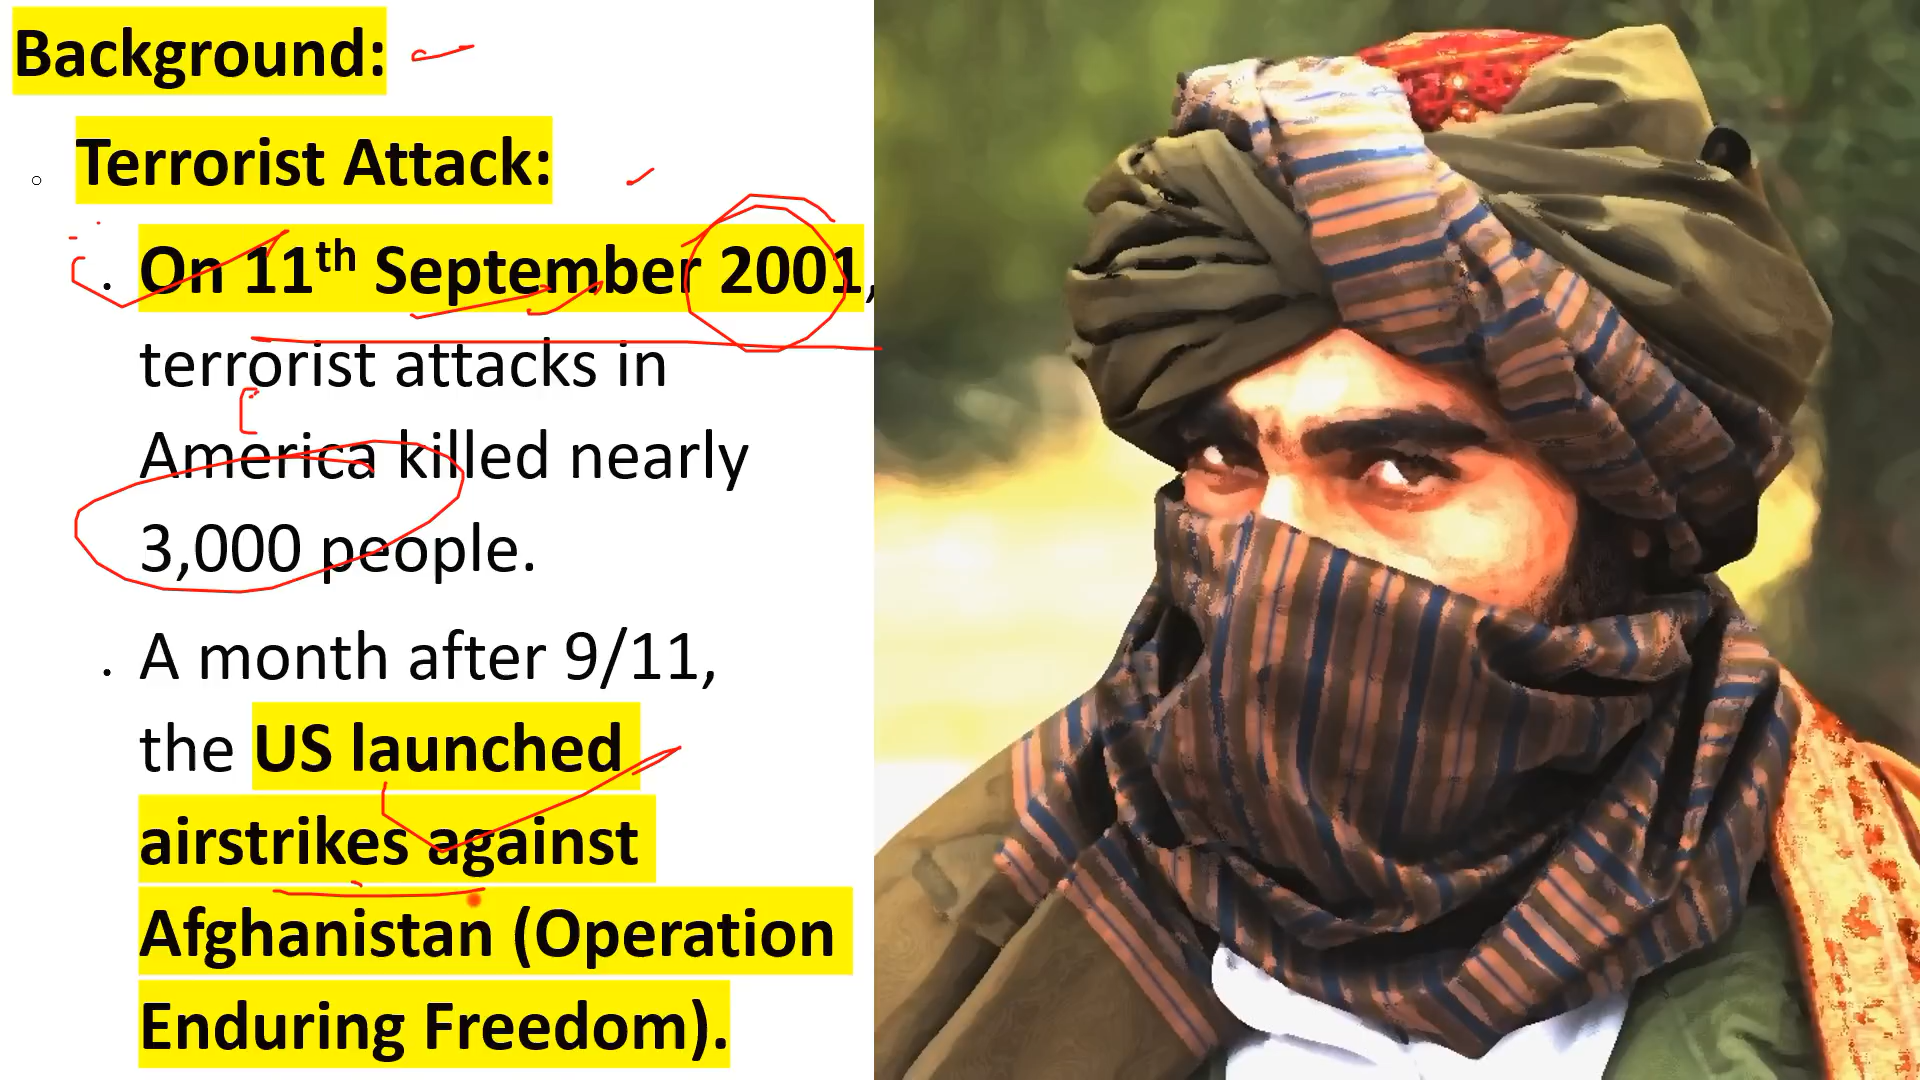 Background:
Terrorist Attack:
On 11th September 2001,
terrorist attacks in
America killed nearly
3,000 people.
A month after 9/11,
the US launched
airstrikes against
Afghanistan (Operation
Enduring Freedom).